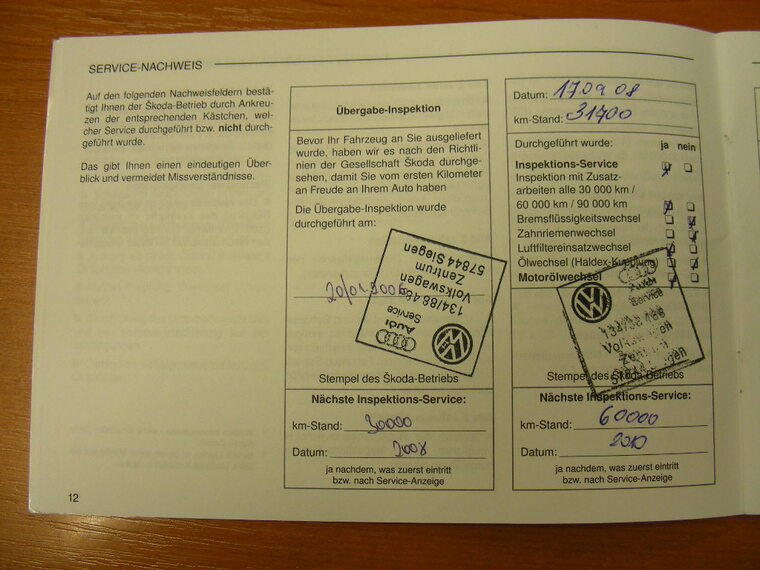 SERVICE-NACHWEIS
Auf den folgenden Nachweisfeldern bestä-
tigt Ihnen der Škoda-Betrieb durch Ankreu-
zen der entsprechenden Kästchen, wel-
cher Service durchgeführt bzw. nicht durch-
geführt wurde.
Das gibt Ihnen einen eindeutigen Über-
blick und vermeidet Missverständnisse.
12
Übergabe-Inspektion
Bevor Ihr Fahrzeug an Sie ausgeliefert
wurde, haben wir es nach den Richtli-
nien der Gesellschaft Škoda durchge-
sehen, damit Sie vom ersten Kilometer
an Freude an Ihrem Auto haben
Die Übergabe-Inspektion wurde
durchgeführt am:
20/01.2006
Audi
Service
134/88 484
Volkswagen
Zentrum
57844 Siegen
Stempel des Škoda-Betriebs
Nächste Inspektions-Service:
km-Stand: 30000
Datum: 2008
ja nachdem, was zuerst eintritt
bzw. nach Service-Anzeige
Datum: 17.09 08
km-Stand: 31700
Durchgeführt wurde: ja nein
Inspektions-Service
Inspektion mit Zusatz-
arbeiten alle 30 000 km /
60 000 km / 90 000 km
Bremsflüssigkeitswechsel
Zahnriemenwechsel
Luftfiltereinsatzwechsel
Ölwechsel (Haldex-Kupplung)
Motorölwechsel
Audi
Service
Stempel des Škoda-Betriebs
Nächste Inspektions-Service:
km-Stand: 60000
Datum: 2010
ja nachdem, was zuerst eintritt
bzw. nach Service-Anzeige